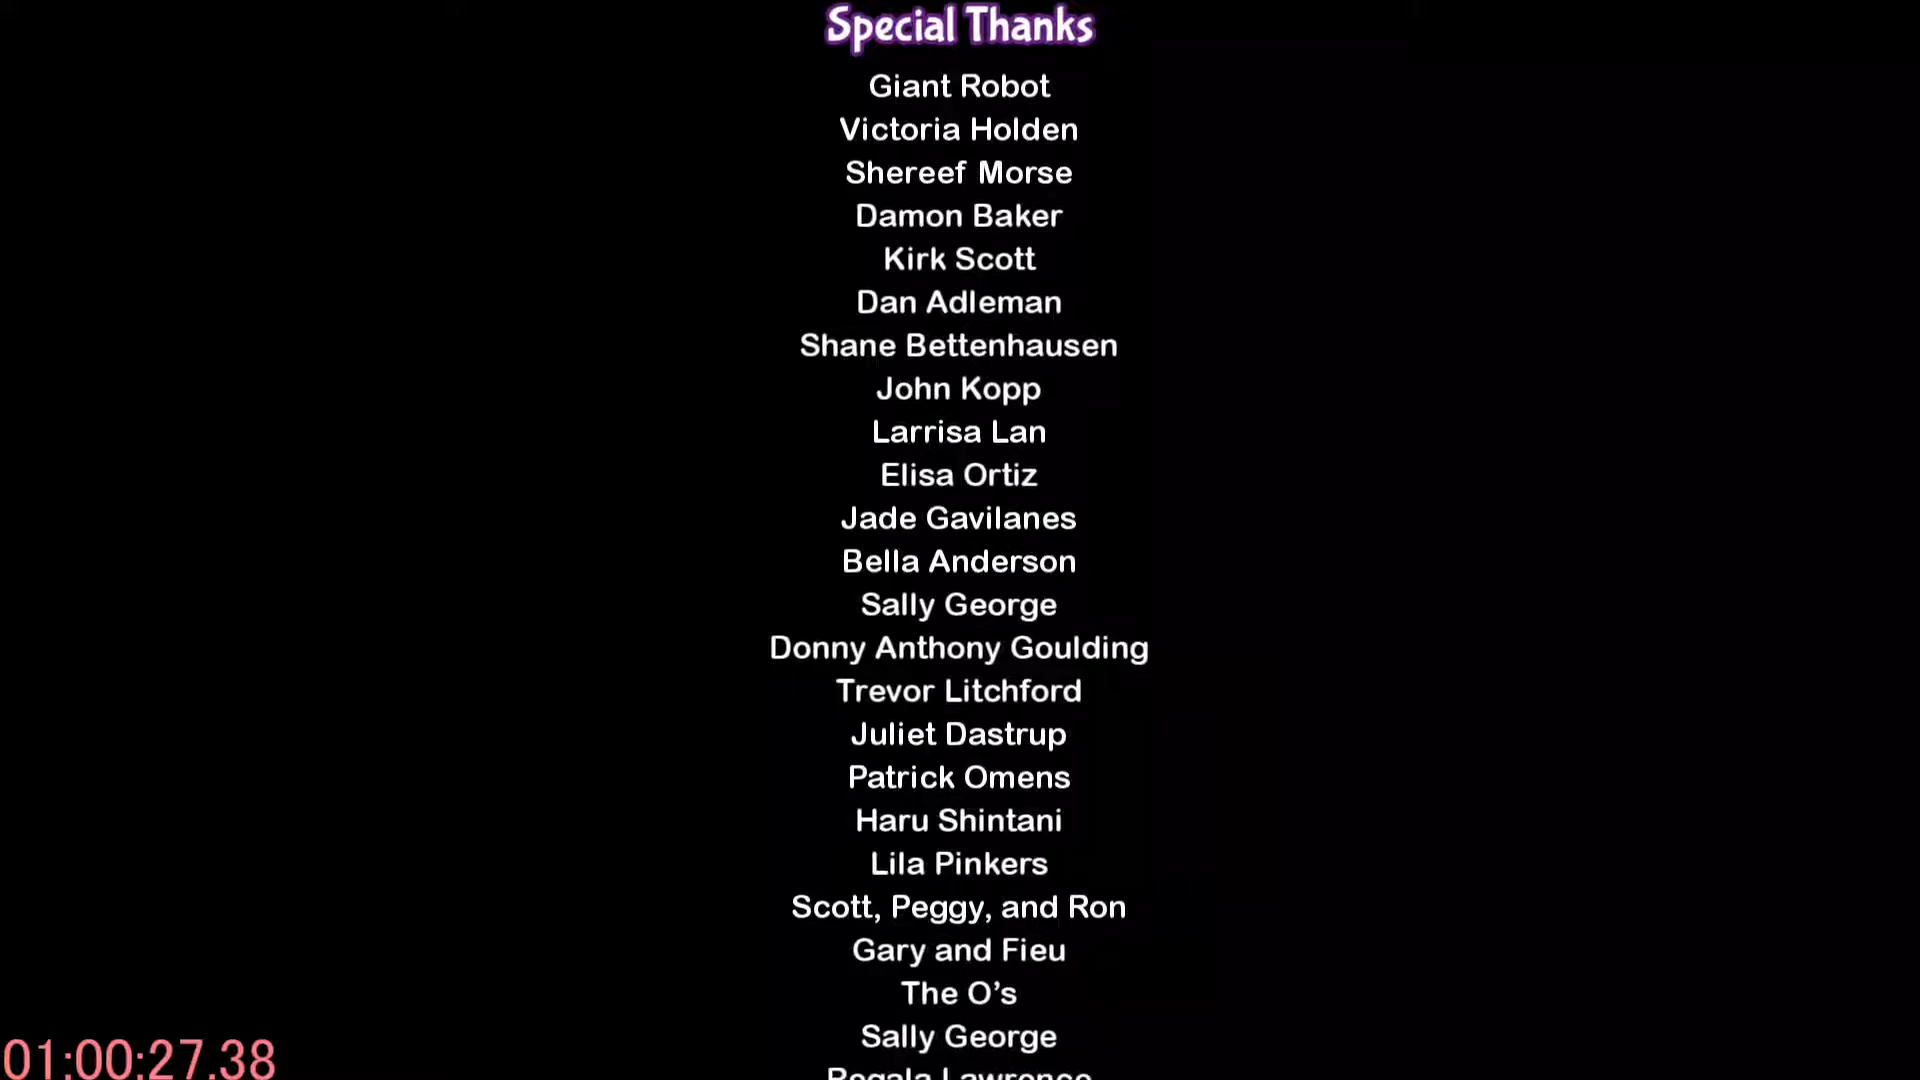 Special Thanks
Giant Robot
Victoria Holden
Shereef Morse
Damon Baker
Kirk Scott
Dan Adleman
Shane Bettenhausen
John Kopp
Larrisa Lan
Elisa Ortiz
Jade Gavilanes
Bella Anderson
Sally George
Donny Anthony Goulding
Trevor Litchford
Juliet Dastrup
Patrick Omens
Haru Shintani
Lila Pinkers
Scott, Peggy, and Ron
Gary and Fieu
The O’s
Sally George
Lawrence
01:00:27.38